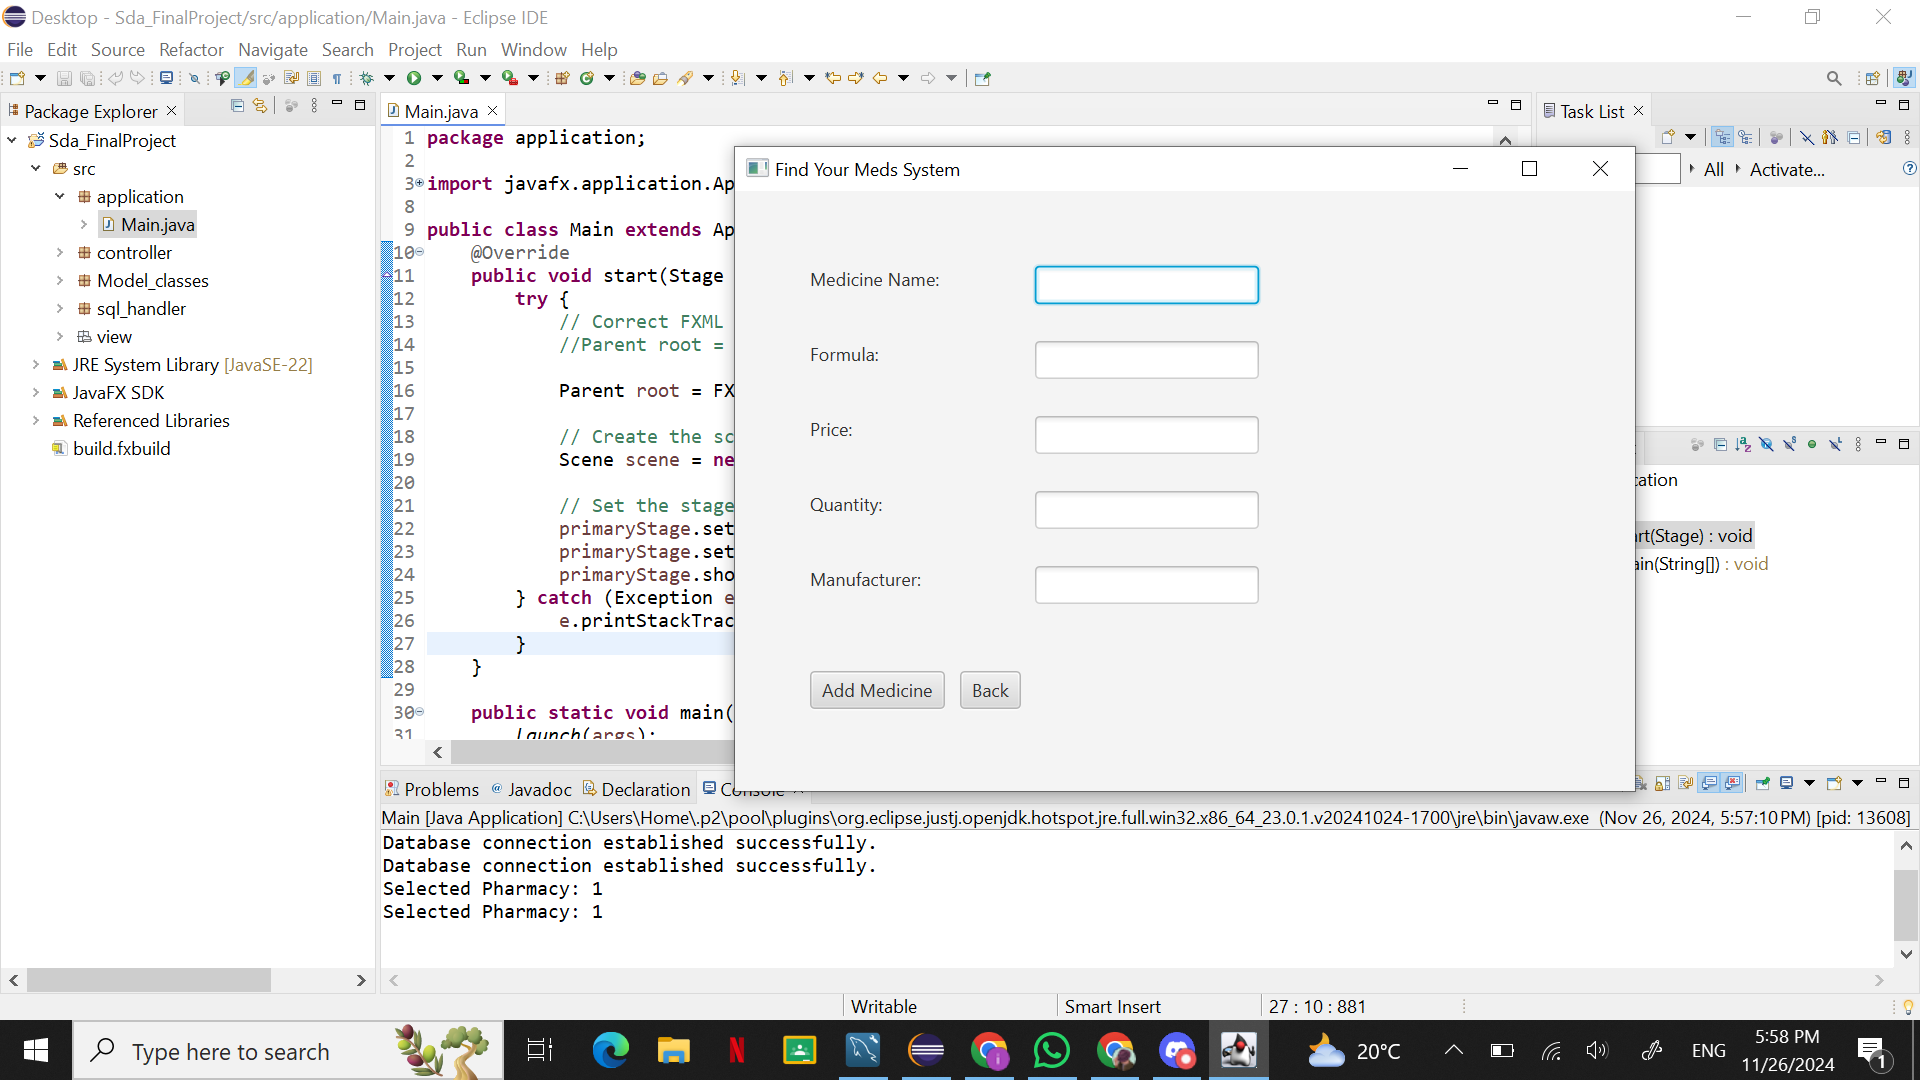 Desktop - Sda_FinalProject/src/application/Main.java - Eclipse IDE
File Edit Source Refactor Navigate Search Project Run Window Help
Package Explorer
Sda_FinalProject
src
application
Main.java
controller
Model_classes
sql_handler
view
JRE System Library [JavaSE-22]
JavaFX SDK
Referenced Libraries
build.fxbuild
Main.java
1 package application;
2
3 import javafx.application.Ap
8
9 public class Main extends Ap
10 @Override
11 public void start(Stage
12 try {
13 // Correct FXML
14 //Parent root =
15
16 Parent root = FX
17
18 // Create the sc
19 Scene scene = ne
20
21 // Set the stage
22 primaryStage.set
23 primaryStage.set
24 primaryStage.sho
25 } catch (Exception e
26 e.printStackTrac
27 }
28 }
29
30 public static void main(
31 launch(args);
Find Your Meds System
Medicine Name:
Formula:
Price:
Quantity:
Manufacturer:
Add Medicine Back
Task List
All Activate...
cation
rt(Stage) : void
ain(String[]) : void
Problems Javadoc Declaration Console
Main [Java Application] C:\Users\Home\.p2\pool\plugins\org.eclipse.justj.openjdk.hotspot.jre.full.win32.x86_64_23.0.1.v20241024-1700\jre\bin\javaw.exe (Nov 26, 2024, 5:57:10 PM) [pid: 13608]
Database connection established successfully.
Database connection established successfully.
Selected Pharmacy: 1
Selected Pharmacy: 1
Writable Smart Insert 27 : 10 : 881
Type here to search
20°C
ENG
5:58 PM
11/26/2024
1